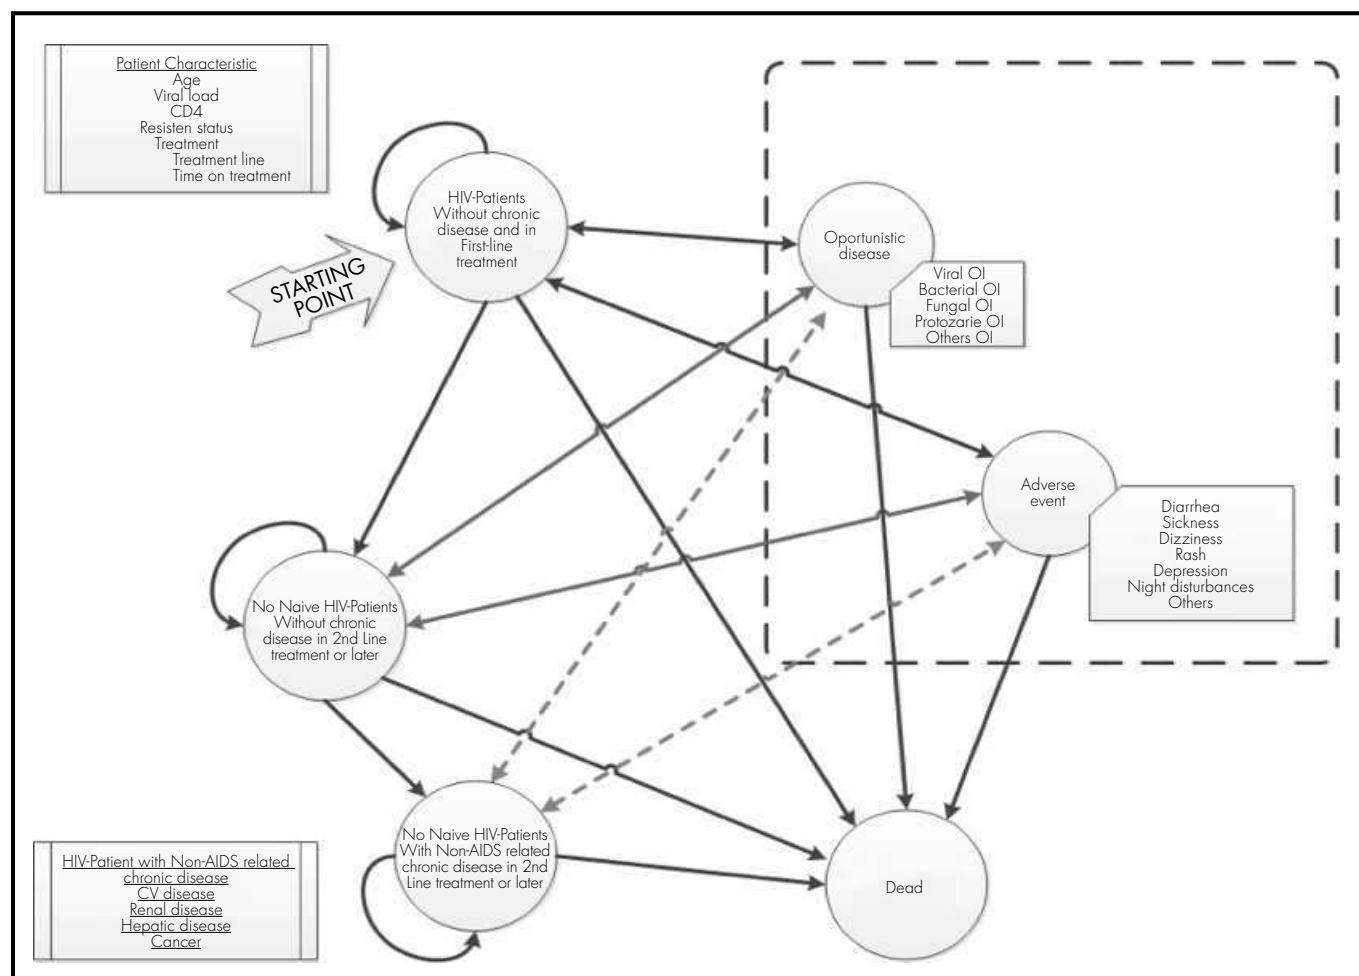 Patient Characteristic
Age
Viral load
CD4
Resisten status
Treatment
Treatment line
Time on treatment
STARTING
POINT
HIV-Patients
Without chronic
disease and in
First-line
treatment
Oportunistic
disease
Viral OI
Bacterial OI
Fungal OI
Protozarie OI
Others OI
Adverse
event
Diarrhea
Sickness
Dizziness
Rash
Depression
Night disturbances
Others
No Naive HIV-Patients
Without chronic
disease in 2nd Line
treatment or later
No Naive HIV-Patients
With Non-AIDS related
chronic disease in 2nd
Line treatment or later
Dead
HIV-Patient with Non-AIDS related
chronic disease
CV disease
Renal disease
Hepatic disease
Cancer